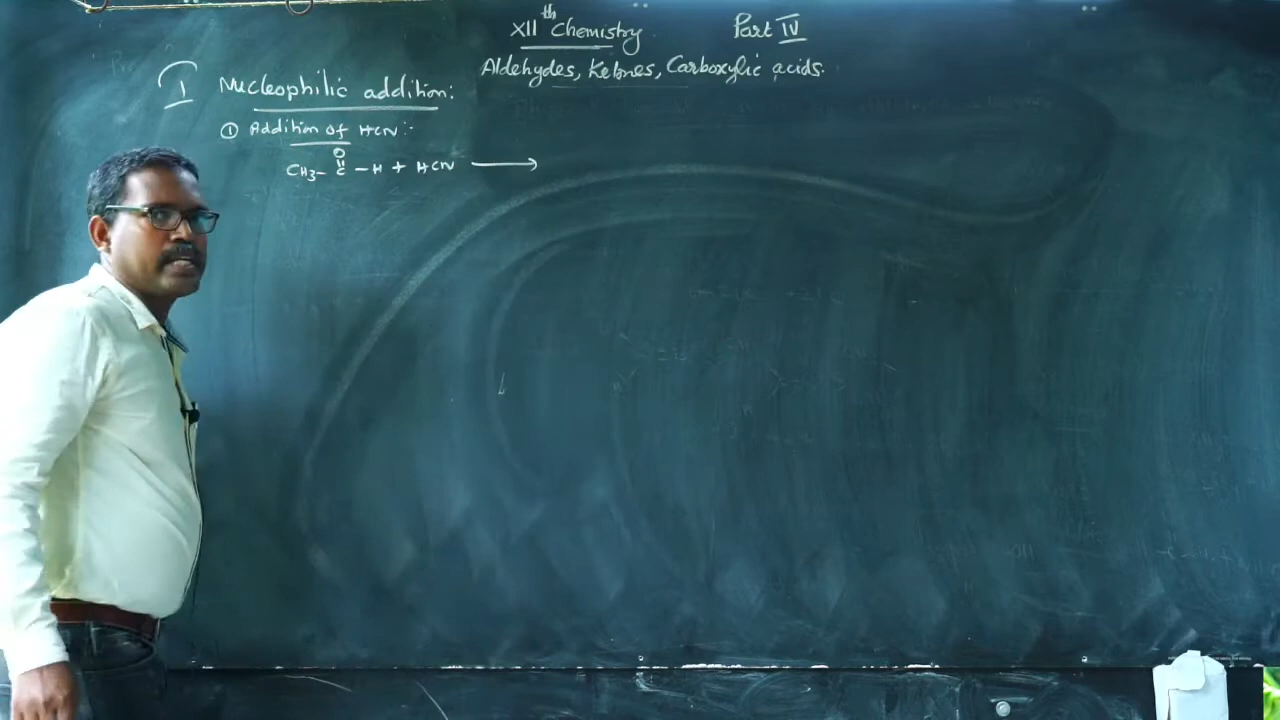 XIIth Chemistry Part IV
Aldehydes, Ketones, Carboxylic acids.
I Nucleophilic addition:
① Addition of HCN:-
O
CH3- C - H + HCN ⟶